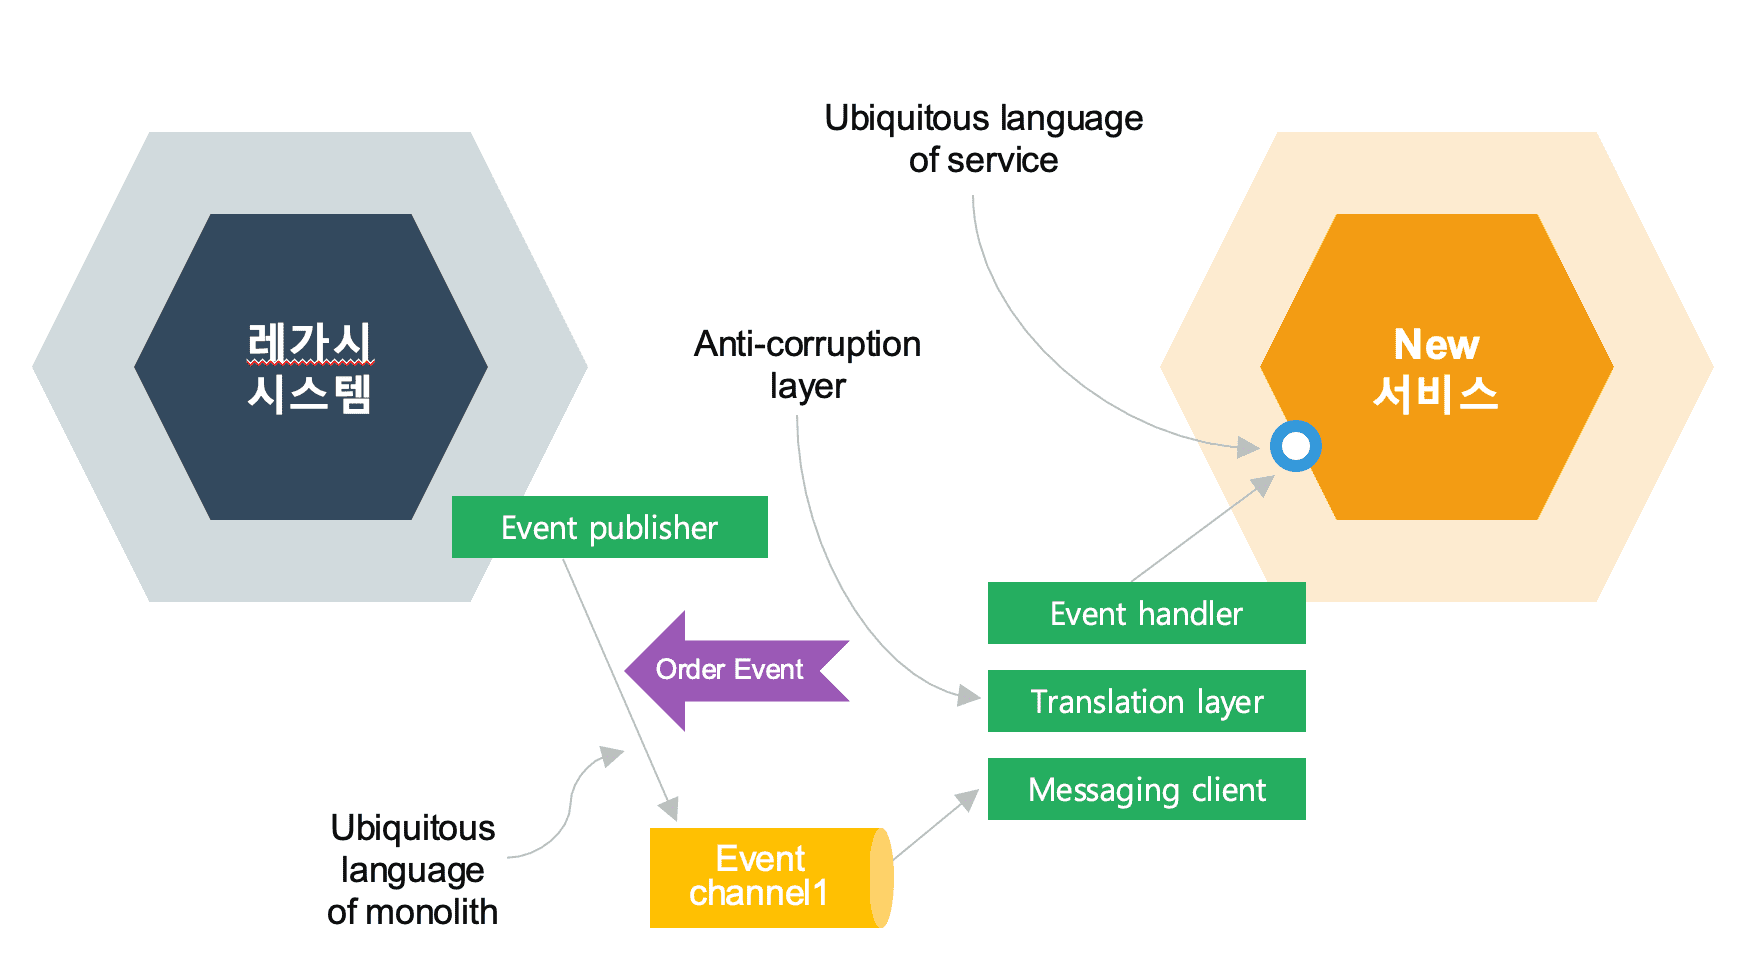 Ubiquitous language
of service
레가시
시스템
New
서비스
Anti-corruption
layer
Event publisher
Event handler
Order Event
Translation layer
Messaging client
Ubiquitous
language
of monolith
Event
channel1